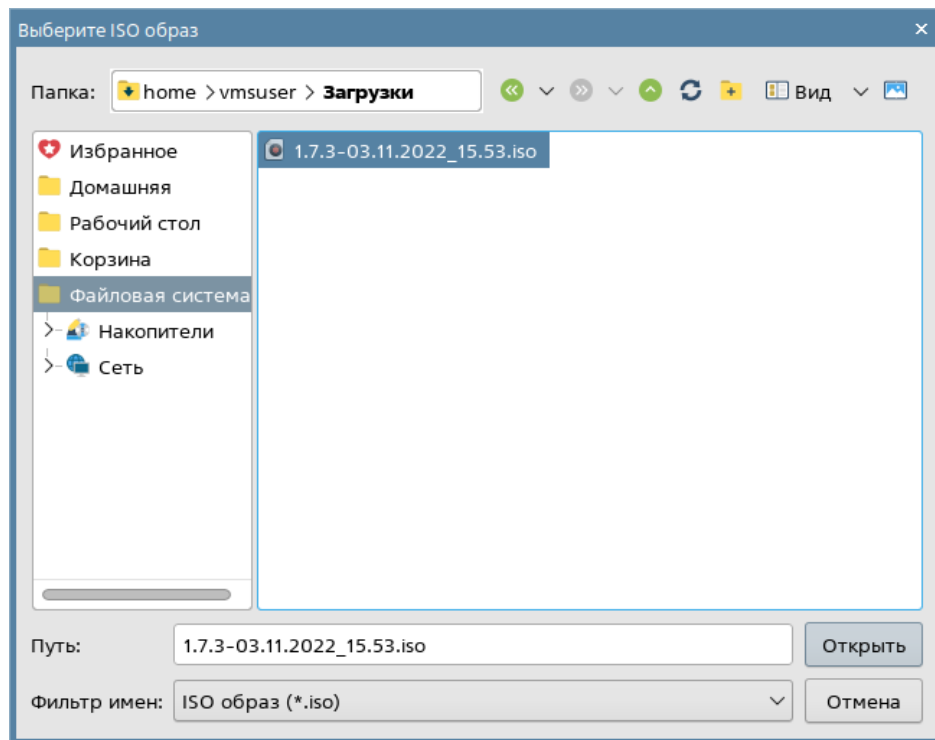 Выберите ISO образ
Папка: home > vmsuser > Загрузки Вид
Избранное
Домашняя
Рабочий стол
Корзина
Файловая система
Накопители
Сеть
1.7.3-03.11.2022_15.53.iso
Путь: 1.7.3-03.11.2022_15.53.iso Открыть
Фильтр имен: ISO образ (*.iso) Отмена